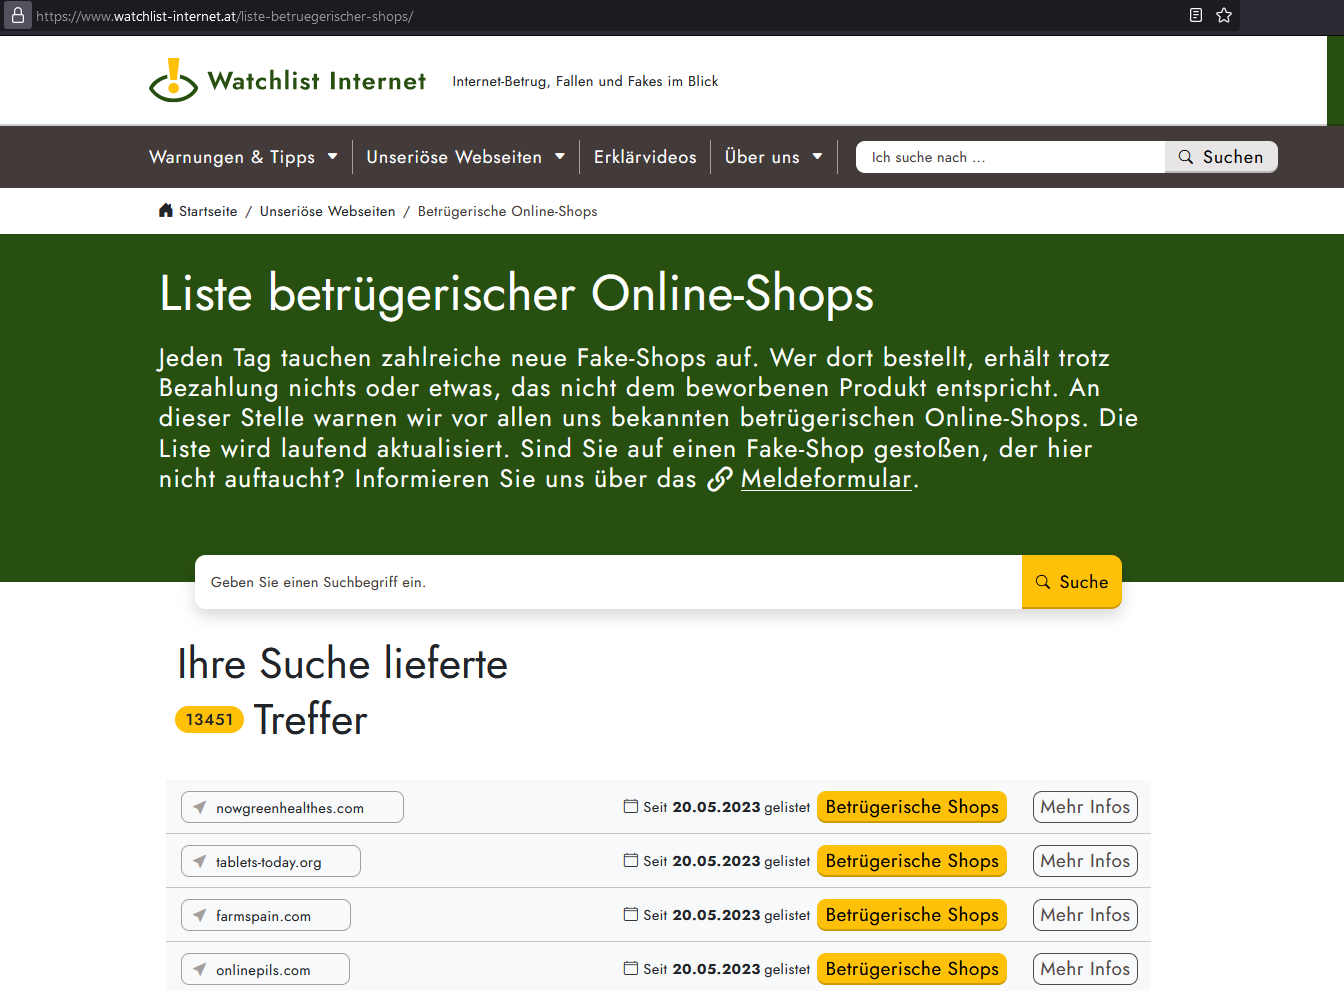 https://www.watchlist-internet.at/liste-betruegerischer-shops/
Watchlist Internet
Internet-Betrug, Fallen und Fakes im Blick
Warnungen & Tipps
Unseriöse Webseiten
Erklärvideos
Über uns
Ich suche nach ...
Suchen
Startseite / Unseriöse Webseiten / Betrügerische Online-Shops
Liste betrügerischer Online-Shops
Jeden Tag tauchen zahlreiche neue Fake-Shops auf. Wer dort bestellt, erhält trotz
Bezahlung nichts oder etwas, das nicht dem beworbenen Produkt entspricht. An
dieser Stelle warnen wir vor allen uns bekannten betrügerischen Online-Shops. Die
Liste wird laufend aktualisiert. Sind Sie auf einen Fake-Shop gestoßen, der hier
nicht auftaucht? Informieren Sie uns über das Meldeformular.
Geben Sie einen Suchbegriff ein.
Suche
Ihre Suche lieferte
13451 Treffer
nowgreenhealthes.com Seit 20.05.2023 gelistet Betrügerische Shops Mehr Infos
tablets-today.org Seit 20.05.2023 gelistet Betrügerische Shops Mehr Infos
farmspain.com Seit 20.05.2023 gelistet Betrügerische Shops Mehr Infos
onlinepils.com Seit 20.05.2023 gelistet Betrügerische Shops Mehr Infos